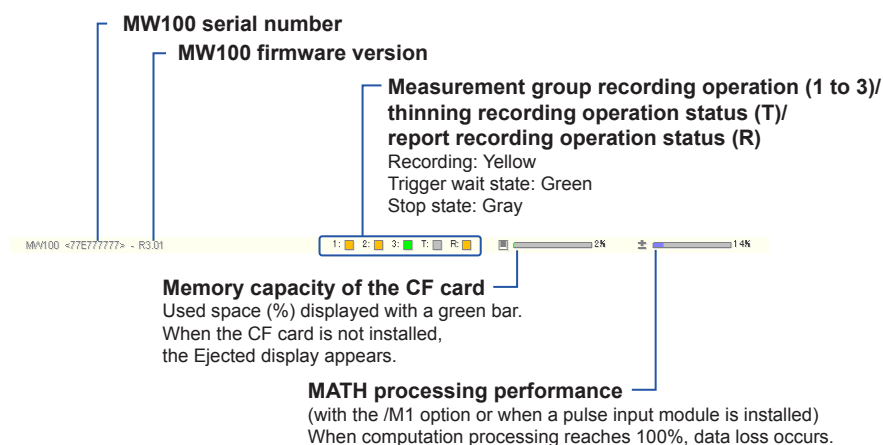 MW100 serial number
MW100 firmware version
Measurement group recording operation (1 to 3)/
thinning recording operation status (T)/
report recording operation status (R)
Recording: Yellow
Trigger wait state: Green
Stop state: Gray
MW100 <77E777777> - R3.01 1: 2: 3: T: R: 2% 14%
Memory capacity of the CF card
Used space (%) displayed with a green bar.
When the CF card is not installed,
the Ejected display appears.
MATH processing performance
(with the /M1 option or when a pulse input module is installed)
When computation processing reaches 100%, data loss occurs.